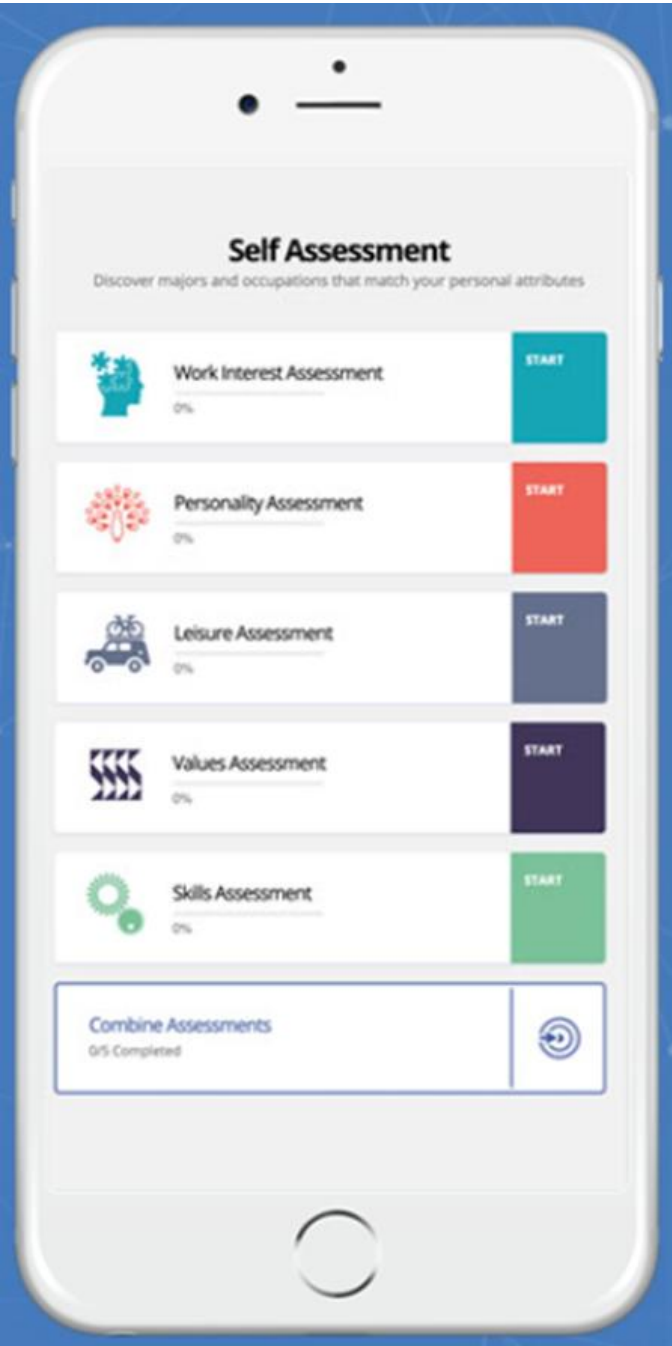 Self Assessment
Discover majors and occupations that match your personal attributes
Work Interest Assessment
START
0%
Personality Assessment
START
0%
Leisure Assessment
START
0%
Values Assessment
START
0%
Skills Assessment
START
0%
Combine Assessments
0/5 Completed